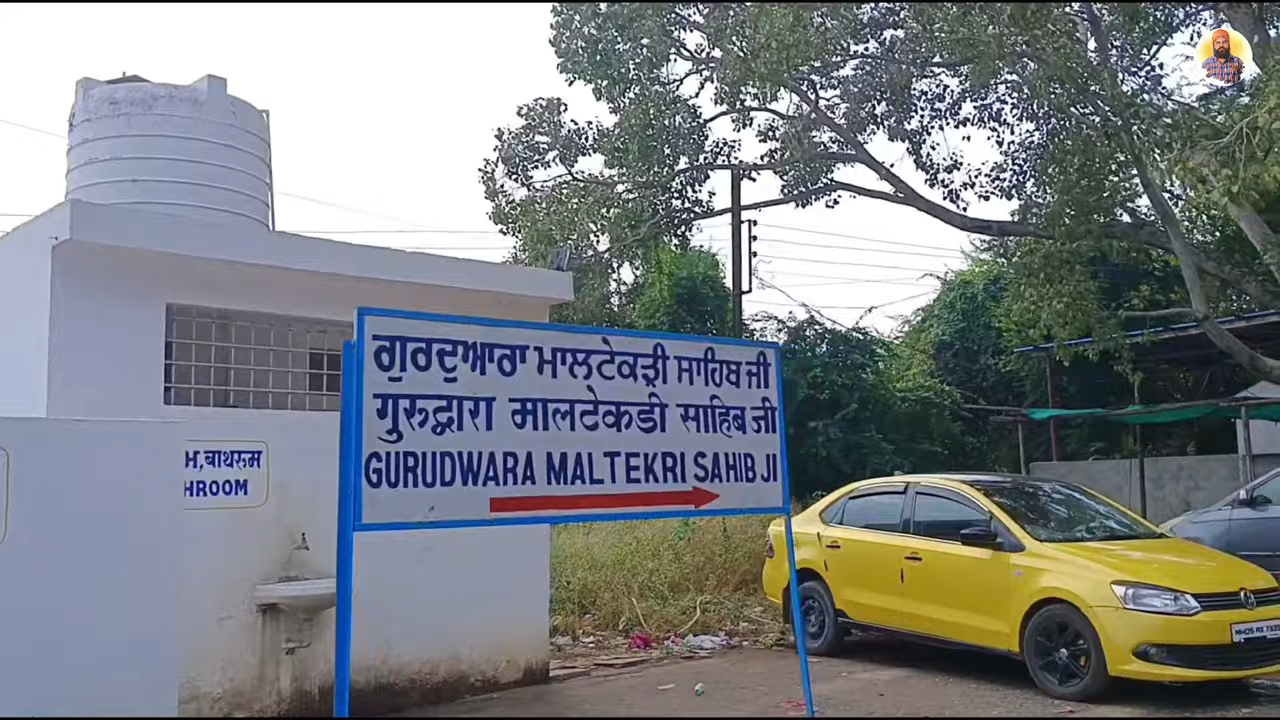 ਗੁਰਦੁਆਰਾ ਮਾਲਟੇਕੜੀ ਸਾਹਿਬ ਜੀ
गुरुद्वारा मालटेकडी साहिब जी
GURUDWARA MALTEKRI SAHIB JI
बाथरूम
HROOM